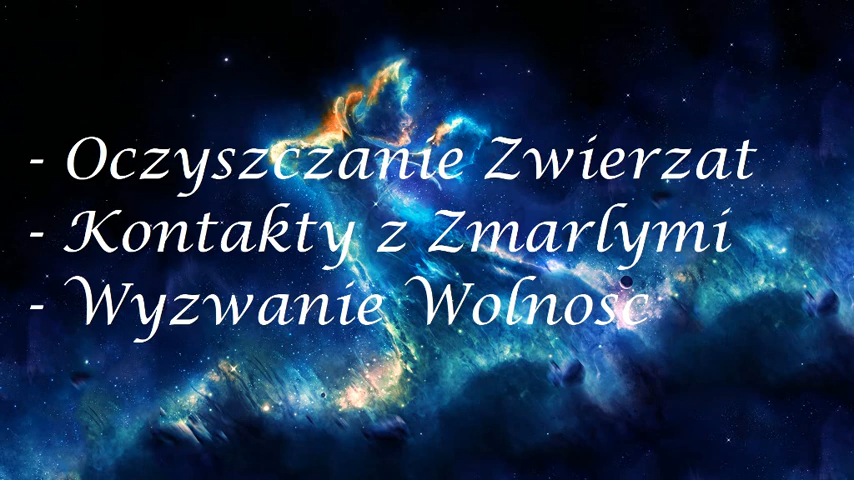 - Oczyszczanie Zwierzat
- Kontakty z Zmarlymi
- Wyzwanie Wolnosc